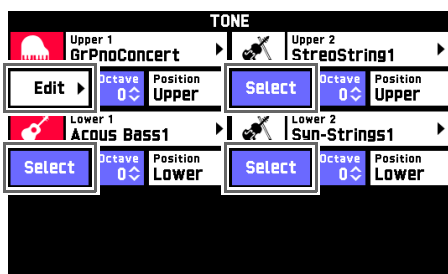 TONE
Upper 1
GrPnoConcert
Upper 2
StreoString1
Edit
Octave
0
Position
Upper
Select
Octave
0
Position
Upper
Lower 1
Acous Bass1
Lower 2
Syn-Strings1
Select
Octave
0
Position
Lower
Select
Octave
0
Position
Lower